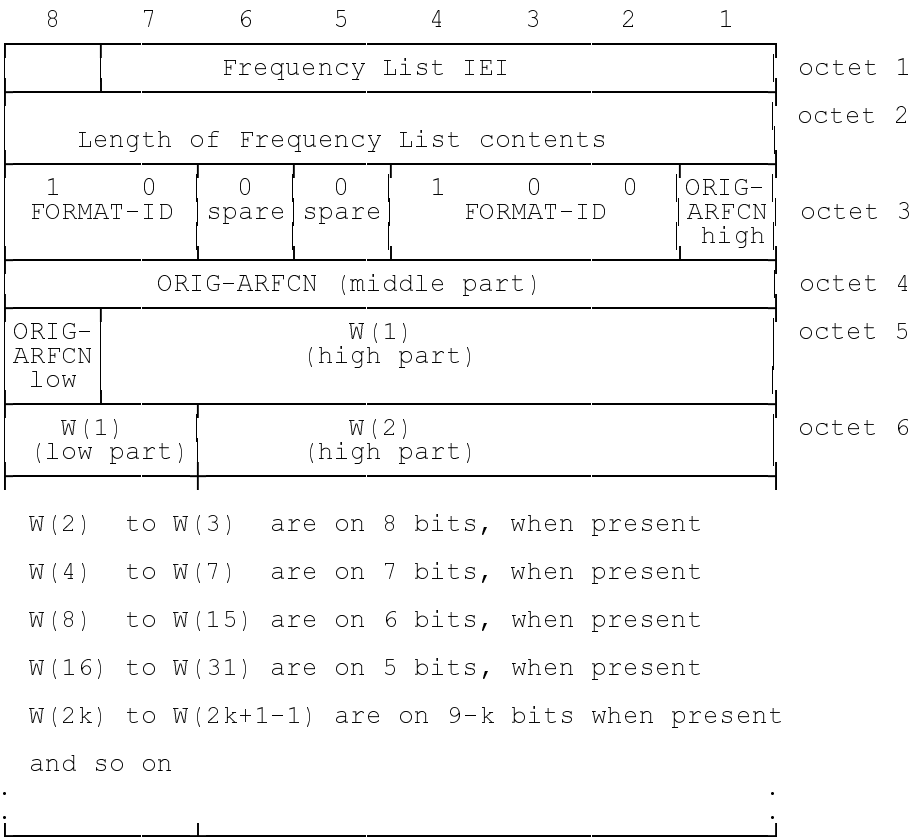 8 7 6 5 4 3 2 1
Frequency List IEI octet 1
octet 2
Length of Frequency List contents
1 0 0 0 1 0 0 ORIG-
FORMAT-ID spare spare FORMAT-ID ARFCN octet 3
high
ORIG-ARFCN (middle part) octet 4
ORIG- W(1) octet 5
ARFCN (high part)
low
W(1) W(2) octet 6
(low part) (high part)
W(2) to W(3) are on 8 bits, when present
W(4) to W(7) are on 7 bits, when present
W(8) to W(15) are on 6 bits, when present
W(16) to W(31) are on 5 bits, when present
W(2k) to W(2k+1-1) are on 9-k bits when present
and so on